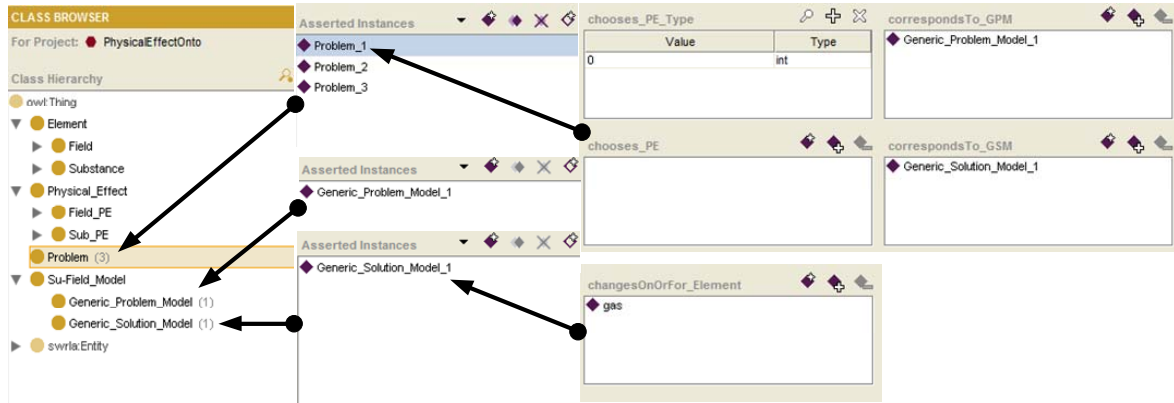 CLASS BROWSER
For Project: PhysicalEffectOnto
Class Hierarchy
owl:Thing
Element
Field
Substance
Physical_Effect
Field_PE
Sub_PE
Problem (3)
Su-Field_Model
Generic_Problem_Model (1)
Generic_Solution_Model (1)
swrla:Entity
Asserted Instances
Problem_1
Problem_2
Problem_3
Asserted Instances
Generic_Problem_Model_1
Asserted Instances
Generic_Solution_Model_1
chooses_PE_Type
Value Type
0 int
correspondsTo_GPM
Generic_Problem_Model_1
chooses_PE
correspondsTo_GSM
Generic_Solution_Model_1
changesOnOrFor_Element
gas